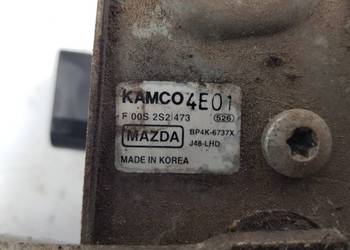 KAMCO 4E01
F 00S 2S2 473 526
MAZDA BP4K-6737X
J48-LHD
MADE IN KOREA